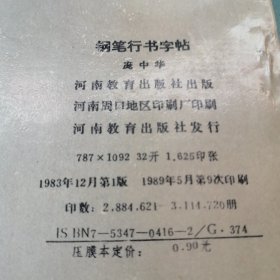 钢笔行书字帖
庞中华
河南教育出版社出版
河南周口地区印刷厂印刷
河南教育出版社发行
787×1092 32开 1.625印张
1983年12月第1版 1989年5月第9次印刷
印数：2.884.621—3.114.720册
ISBN7—5347—0416—2/G·374
压膜本定价： 0.90元